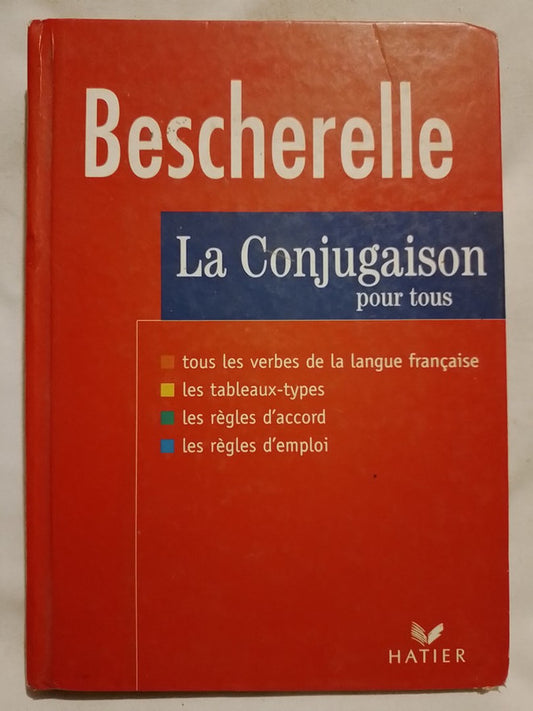 Bescherelle
La Conjugaison
pour tous
tous les verbes de la langue française
les tableaux-types
les règles d'accord
les règles d'emploi
HATIER